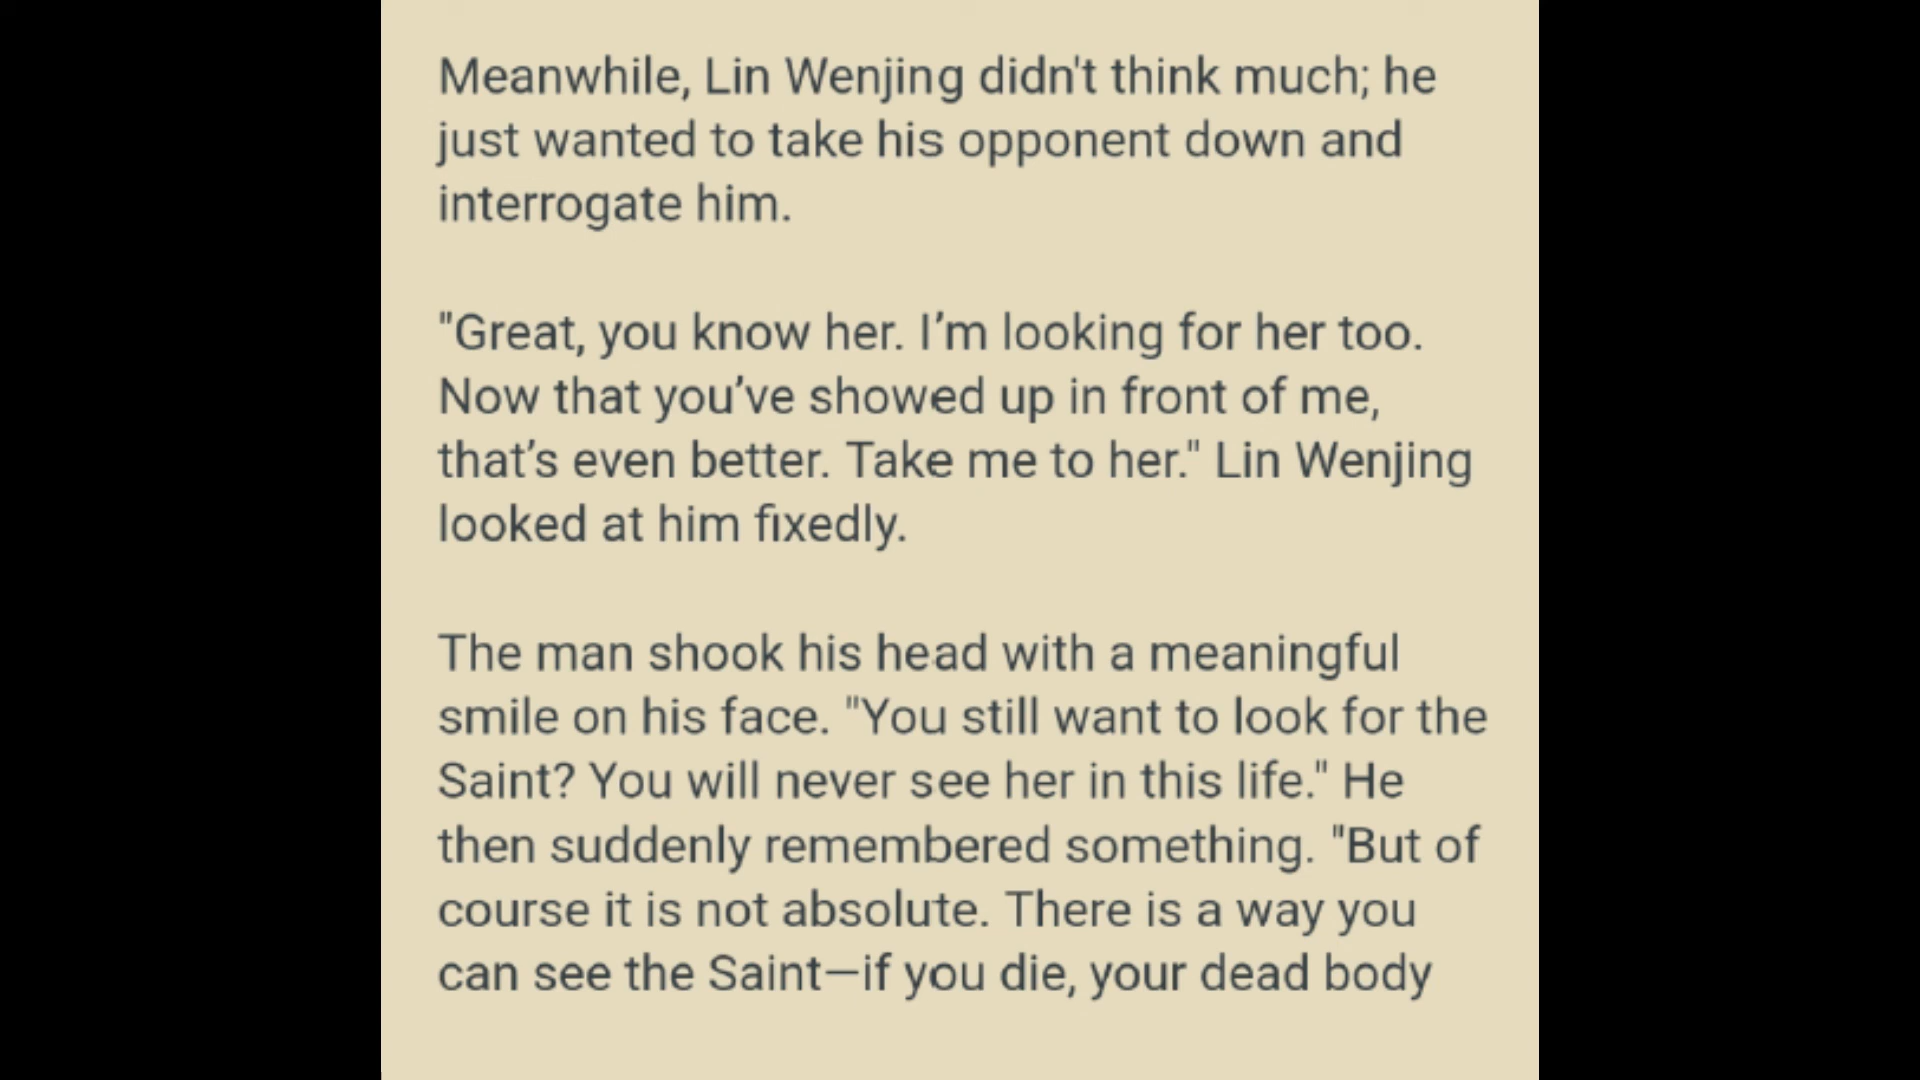 Meanwhile, Lin Wenjing didn't think much; he
just wanted to take his opponent down and
interrogate him.
"Great, you know her. I’m looking for her too.
Now that you’ve showed up in front of me,
that’s even better. Take me to her." Lin Wenjing
looked at him fixedly.
The man shook his head with a meaningful
smile on his face. "You still want to look for the
Saint? You will never see her in this life." He
then suddenly remembered something. "But of
course it is not absolute. There is a way you
can see the Saint—if you die, your dead body